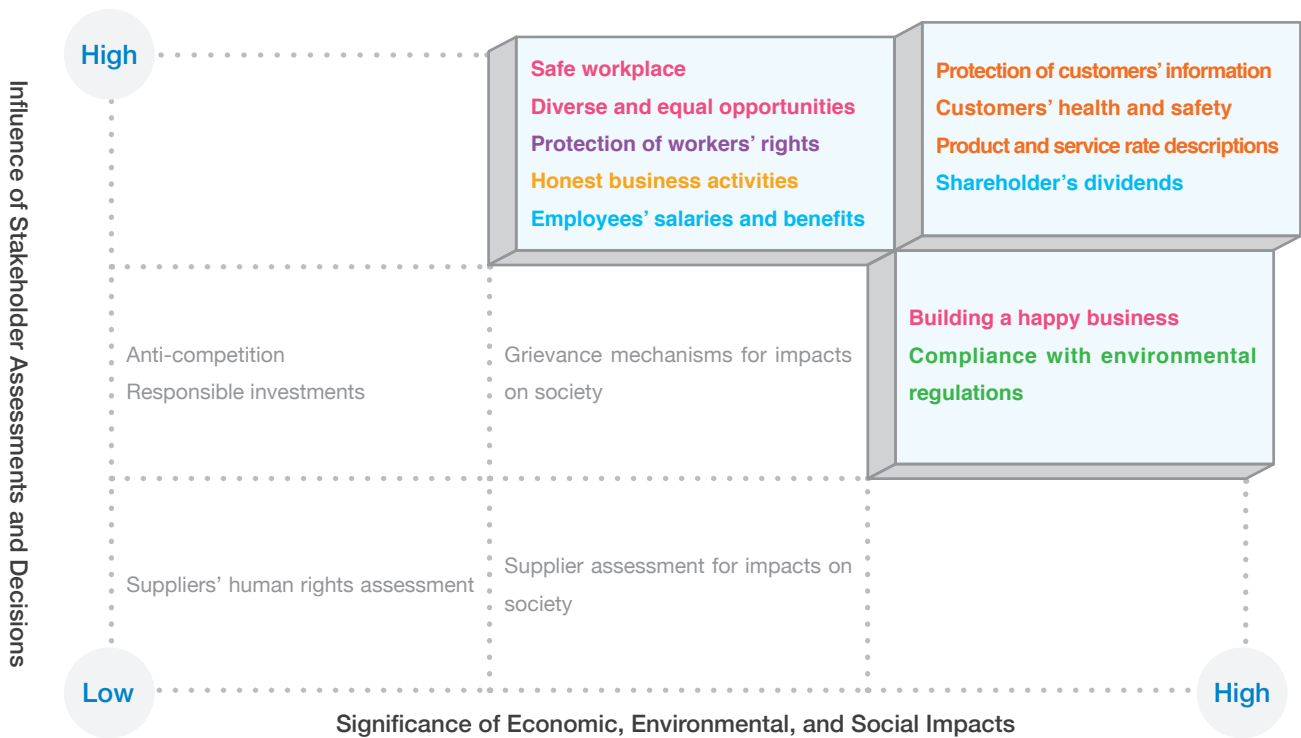 Influence of Stakeholder Assessments and Decisions
High
Safe workplace
Diverse and equal opportunities
Protection of workers’ rights
Honest business activities
Employees’ salaries and benefits
Protection of customers’ information
Customers’ health and safety
Product and service rate descriptions
Shareholder’s dividends
Anti-competition
Responsible investments
Grievance mechanisms for impacts
on society
Building a happy business
Compliance with environmental
regulations
Suppliers’ human rights assessment
Supplier assessment for impacts on
society
Low
High
Significance of Economic, Environmental, and Social Impacts